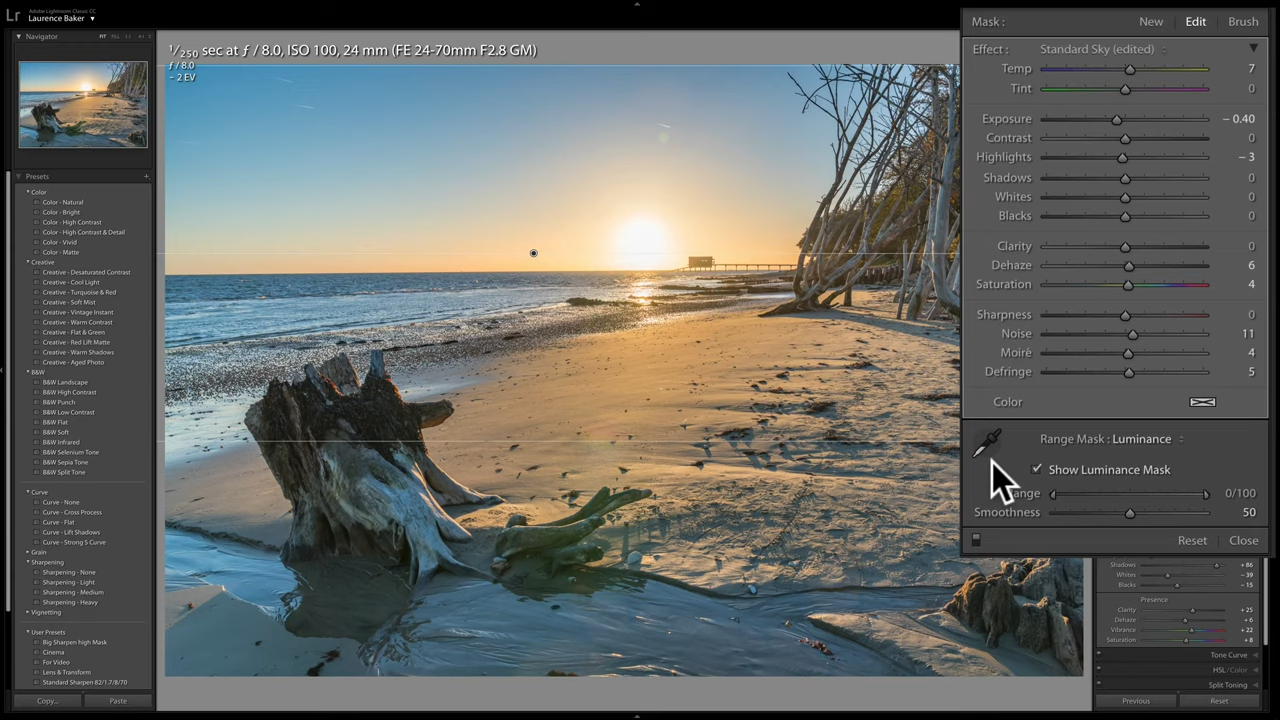 Lr
Adobe Lightroom Classic CC
Laurence Baker
Navigator
FIT
Presets
Color
Color - Natural
Color - Bright
Color - High Contrast
Color - High Contrast & Detail
Color - Vivid
Color - Matte
Creative
Creative - Desaturated Contrast
Creative - Cool Light
Creative - Turquoise & Red
Creative - Soft Mist
Creative - Vintage Instant
Creative - Warm Contrast
Creative - Flat & Green
Creative - Red Lift Matte
Creative - Warm Shadows
Creative - Aged Photo
B&W
B&W Landscape
B&W High Contrast
B&W Punch
B&W Low Contrast
B&W Flat
B&W Soft
B&W Infrared
B&W Selenium Tone
B&W Sepia Tone
B&W Split Tone
Curve
Curve - None
Curve - Cross Process
Curve - Flat
Curve - Lift Shadows
Curve - Strong S Curve
Grain
Sharpening
Sharpening - None
Sharpening - Light
Sharpening - Medium
Sharpening - Heavy
Vignetting
User Presets
Big Sharpen high Mask
Cinema
For Video
Lens & Transform
Standard Sharpen 82/1.7/8/70
Copy... Paste
1/250 sec at ƒ / 8.0, ISO 100, 24 mm (FE 24-70mm F2.8 GM)
ƒ / 8.0
- 2 EV
Mask : New Edit Brush
Effect : Standard Sky (edited)
Temp 7
Tint 0
Exposure - 0.40
Contrast 0
Highlights - 3
Shadows 0
Whites 0
Blacks 0
Clarity 0
Dehaze 6
Saturation 4
Sharpness 0
Noise 11
Moiré 4
Defringe 5
Color
Range Mask : Luminance
Show Luminance Mask
0/100
Smoothness 50
Reset Close
Shadows + 86
Whites - 39
Blacks - 15
Presence
Clarity + 25
Dehaze + 6
Vibrance + 22
Saturation + 8
Tone Curve
HSL / Color
Split Toning
Previous Reset